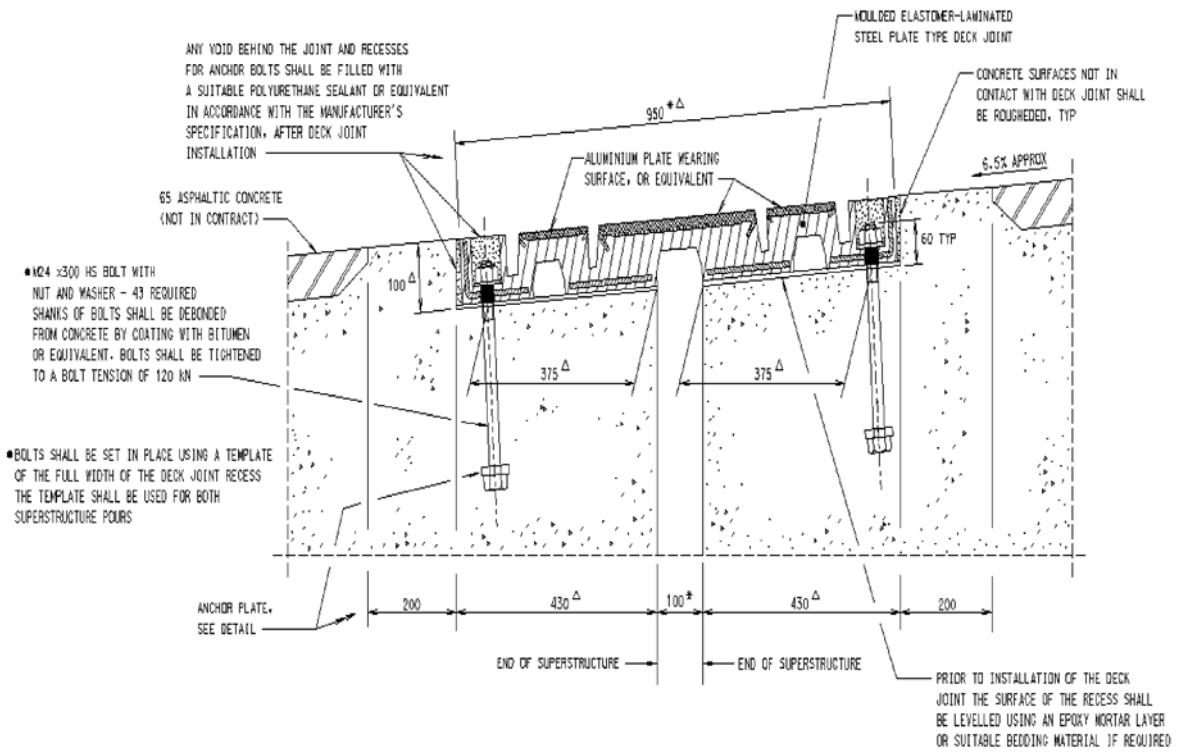 MOULDED ELASTOMER-LAMINATED
STEEL PLATE TYPE DECK JOINT
ANY VOID BEHIND THE JOINT AND RECESSES
FOR ANCHOR BOLTS SHALL BE FILLED WITH
A SUITABLE POLYURETHANE SEALANT OR EQUIVALENT
IN ACCORDANCE WITH THE MANUFACTURER'S
SPECIFICATION, AFTER DECK JOINT
INSTALLATION
CONCRETE SURFACES NOT IN
CONTACT WITH DECK JOINT SHALL
BE ROUGHEDED, TYP
950*△
ALUMINIUM PLATE WEARING
SURFACE, OR EQUIVALENT
6.5% APPROX
65 ASPHALTIC CONCRETE
(NOT IN CONTRACT)
60 TYP
100△
●M24 x300 HS BOLT WITH
NUT AND WASHER - 43 REQUIRED
SHANKS OF BOLTS SHALL BE DEBONDED
FROM CONCRETE BY COATING WITH BITUMEN
OR EQUIVALENT. BOLTS SHALL BE TIGHTENED
TO A BOLT TENSION OF 120 kN
375△ 375△
●BOLTS SHALL BE SET IN PLACE USING A TEMPLATE
OF THE FULL WIDTH OF THE DECK JOINT RECESS
THE TEMPLATE SHALL BE USED FOR BOTH
SUPERSTRUCTURE POURS
ANCHOR PLATE,
SEE DETAIL
200 430△ 100* 430△ 200
END OF SUPERSTRUCTURE END OF SUPERSTRUCTURE
PRIOR TO INSTALLATION OF THE DECK
JOINT THE SURFACE OF THE RECESS SHALL
BE LEVELLED USING AN EPOXY MORTAR LAYER
OR SUITABLE BEDDING MATERIAL IF REQUIRED